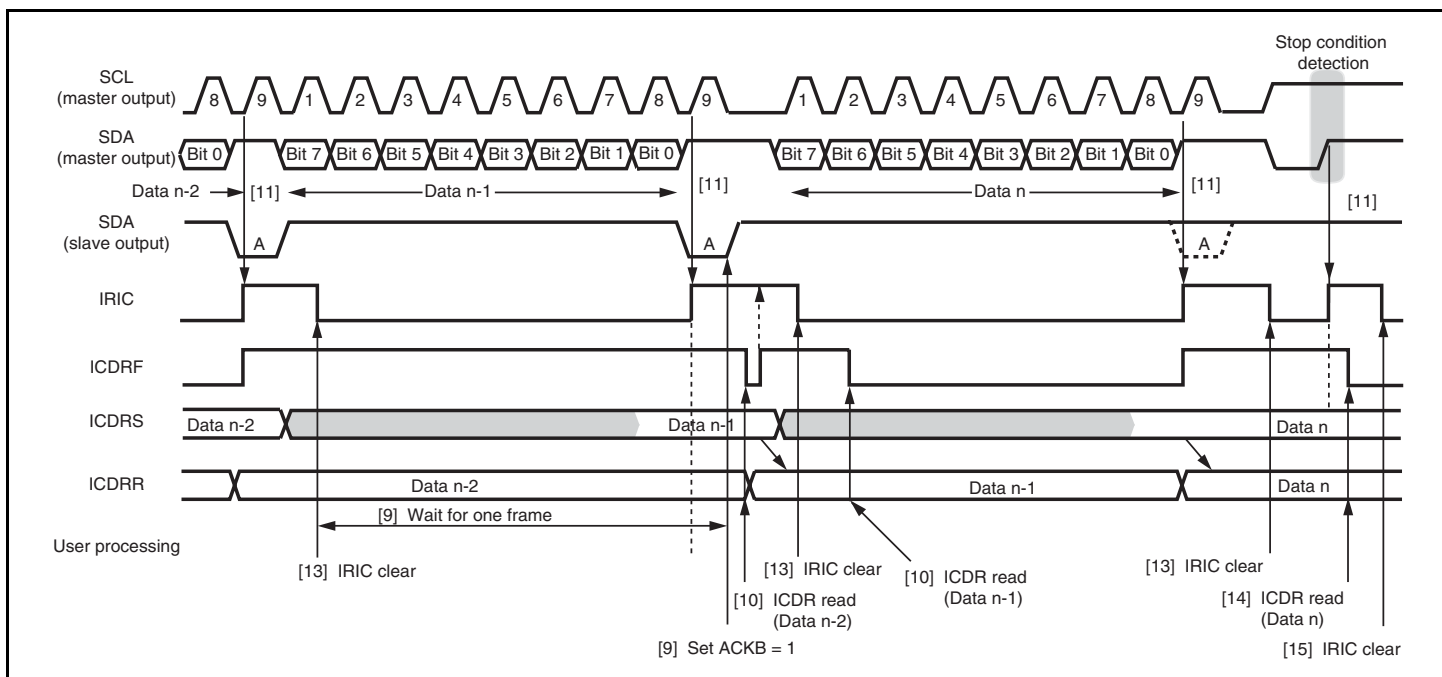 Stop condition
detection
SCL
(master output)
8 9 1 2 3 4 5 6 7 8 9 1 2 3 4 5 6 7 8 9
SDA
(master output)
Bit 0 Bit 7 Bit 6 Bit 5 Bit 4 Bit 3 Bit 2 Bit 1 Bit 0 Bit 7 Bit 6 Bit 5 Bit 4 Bit 3 Bit 2 Bit 1 Bit 0
Data n-2 [11] Data n-1 [11] Data n [11] [11]
SDA
(slave output)
A A A
IRIC
ICDRF
ICDRS
Data n-2 Data n-1 Data n
ICDRR
Data n-2 Data n-1 Data n
[9] Wait for one frame
User processing
[13] IRIC clear
[13] IRIC clear
[10] ICDR read
(Data n-1)
[13] IRIC clear
[10] ICDR read
(Data n-2)
[14] ICDR read
(Data n)
[9] Set ACKB = 1
[15] IRIC clear